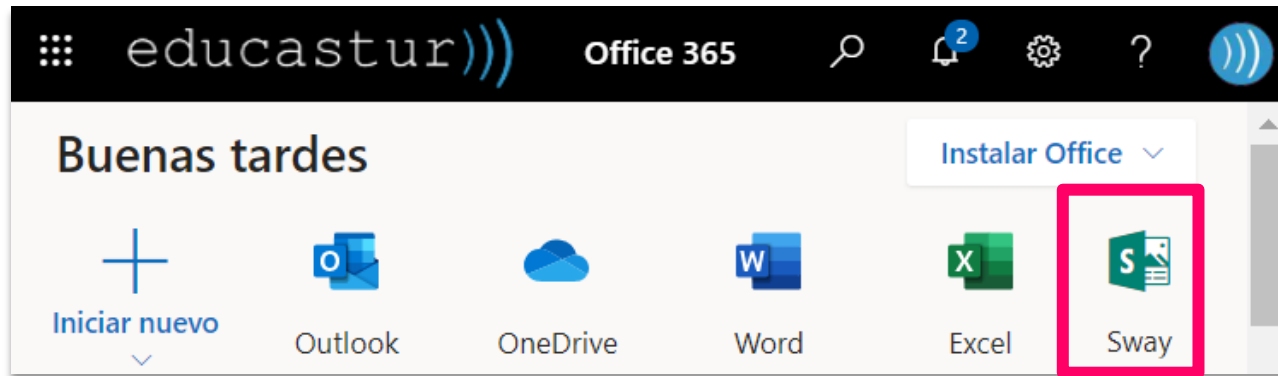 educastur))) Office 365 2 ?
Buenas tardes Instalar Office
Iniciar nuevo Outlook OneDrive Word Excel Sway